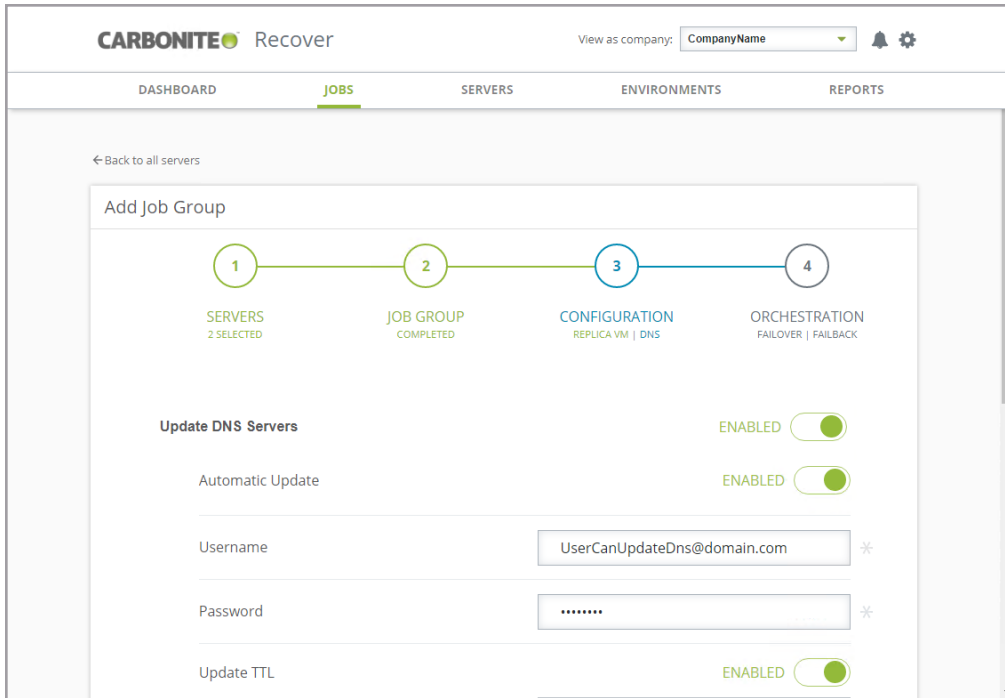 CARBONITE Recover
View as company: CompanyName
DASHBOARD JOBS SERVERS ENVIRONMENTS REPORTS
Back to all servers
Add Job Group
1 2 3 4
SERVERS JOB GROUP CONFIGURATION ORCHESTRATION
2 SELECTED COMPLETED REPLICA VM | DNS FAILOVER | FAILBACK
Update DNS Servers ENABLED
Automatic Update ENABLED
Username UserCanUpdateDns@domain.com *
Password •••••••• *
Update TTL ENABLED